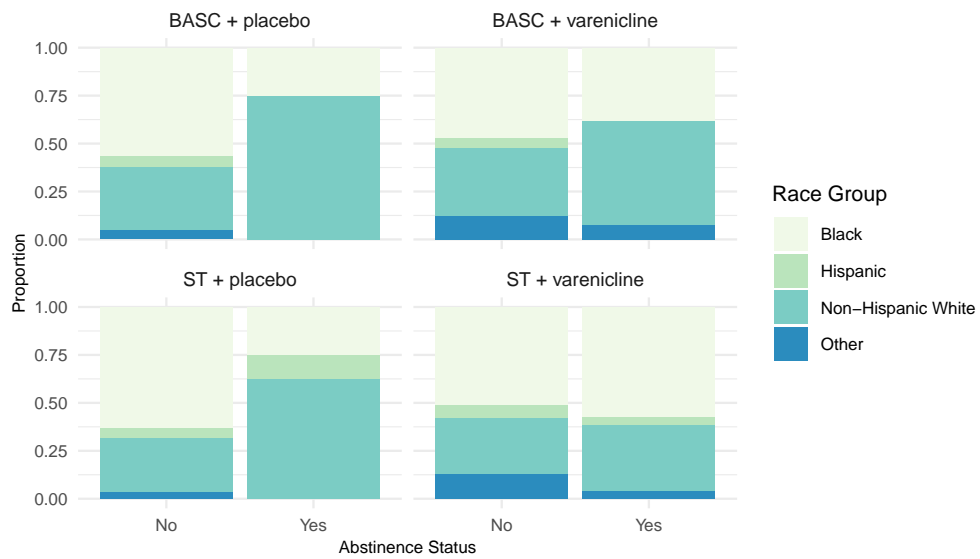 BASC + placebo
BASC + varenicline
1.00
0.75
0.50
0.25
0.00
ST + placebo
ST + varenicline
1.00
0.75
0.50
0.25
0.00
Proportion
No
Yes
No
Yes
Abstinence Status
Race Group
Black
Hispanic
Non−Hispanic White
Other